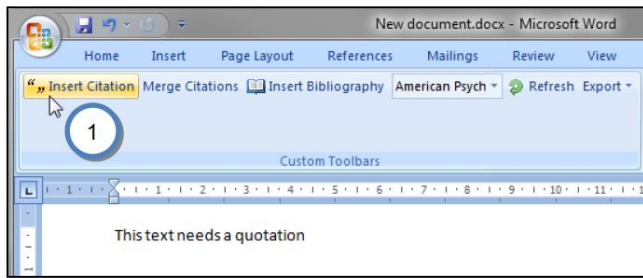 New document.docx - Microsoft Word
Home Insert Page Layout References Mailings Review View
“„ Insert Citation Merge Citations Insert Bibliography American Psych Refresh Export
1
Custom Toolbars
L 1 1 2 3 4 5 6 7 8 9 10 11
This text needs a quotation
1